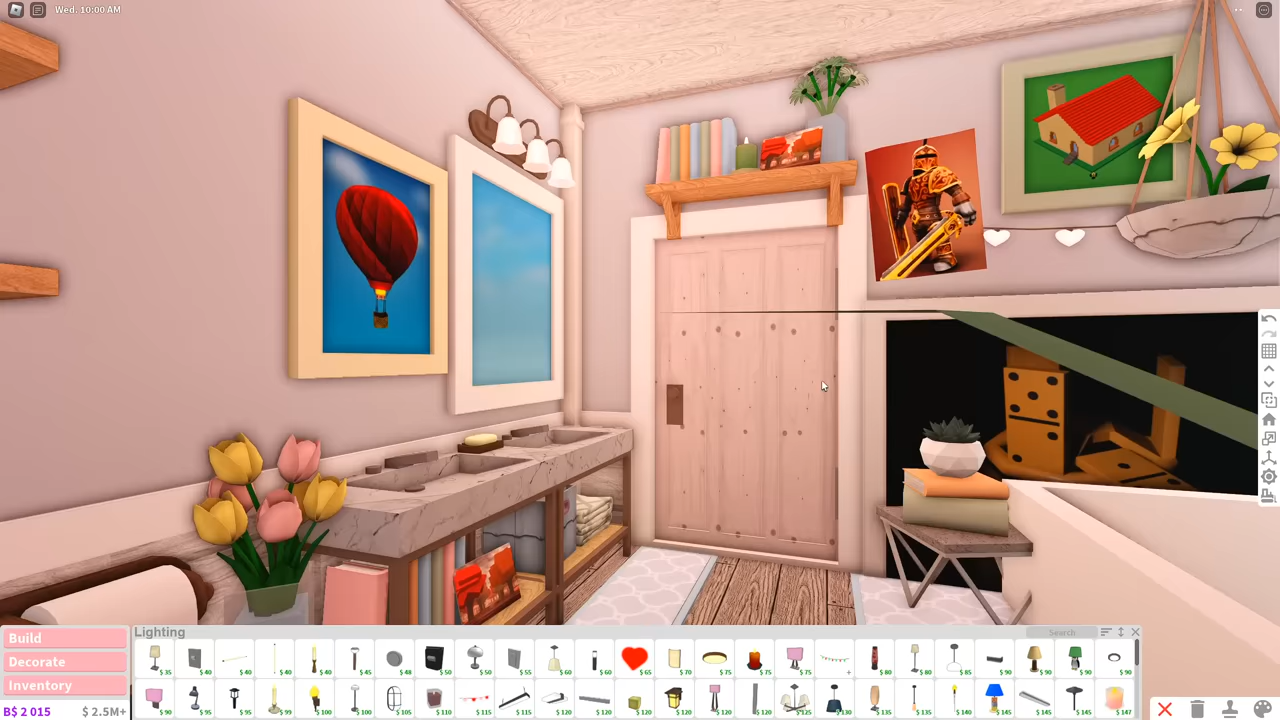 Wed. 10:00 AM
Build
Decorate
Inventory
B$ 2 015
$ 2.5M+
Lighting
Search
$ 35 $ 40 $ 40 $ 40 $ 45 $ 45 $ 48 $ 50 $ 50 $ 55 $ 60 $ 60 $ 65 $ 70 $ 75 $ 75 $ 75 + $ 80 $ 80 $ 85 $ 90 $ 90 $ 90 $ 90
$ 90 $ 95 $ 95 $ 99 $ 100 $ 100 $ 105 $ 110 $ 115 $ 115 $ 120 $ 120 $ 120 $ 120 $ 120 $ 120 $ 125 $ 130 $ 135 $ 135 $ 140 $ 145 $ 145 $ 145 $ 147